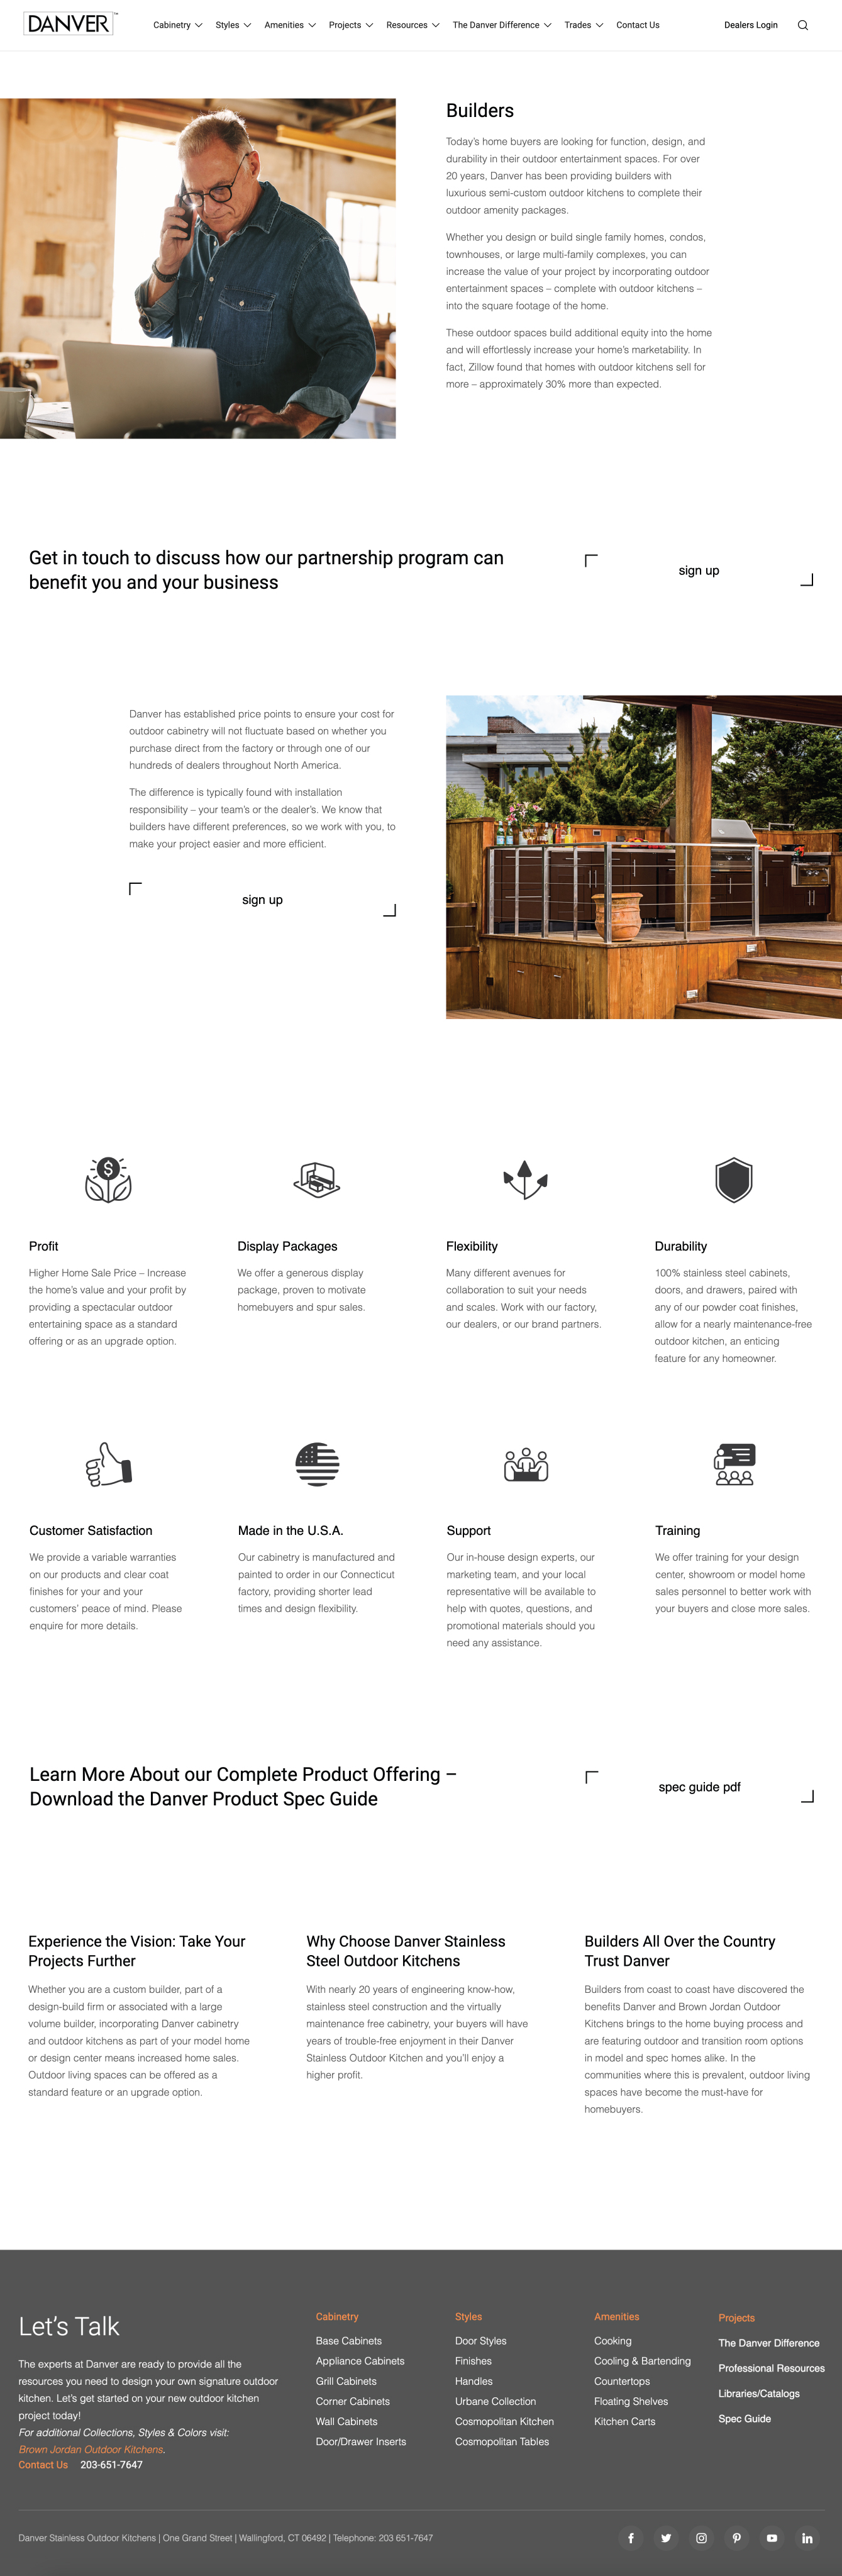 DANVER™
Cabinetry Styles Amenities Projects Resources The Danver Difference Trades Contact Us Dealers Login
Builders
Today's home buyers are looking for function, design, and
durability in their outdoor entertainment spaces. For over
20 years, Danver has been providing builders with
luxurious semi-custom outdoor kitchens to complete their
outdoor amenity packages.
Whether you design or build single family homes, condos,
townhouses, or large multi-family complexes, you can
increase the value of your project by incorporating outdoor
entertainment spaces – complete with outdoor kitchens –
into the square footage of the home.
These outdoor spaces build additional equity into the home
and will effortlessly increase your home's marketability. In
fact, Zillow found that homes with outdoor kitchens sell for
more – approximately 30% more than expected.
Get in touch to discuss how our partnership program can
benefit you and your business
sign up
Danver has established price points to ensure your cost for
outdoor cabinetry will not fluctuate based on whether you
purchase direct from the factory or through one of our
hundreds of dealers throughout North America.
The difference is typically found with installation
responsibility – your team's or the dealer's. We know that
builders have different preferences, so we work with you, to
make your project easier and more efficient.
sign up
$
Profit
Higher Home Sale Price – Increase
the home's value and your profit by
providing a spectacular outdoor
entertaining space as a standard
offering or as an upgrade option.
Display Packages
We offer a generous display
package, proven to motivate
homebuyers and spur sales.
Flexibility
Many different avenues for
collaboration to suit your needs
and scales. Work with our factory,
our dealers, or our brand partners.
Durability
100% stainless steel cabinets,
doors, and drawers, paired with
any of our powder coat finishes,
allow for a nearly maintenance-free
outdoor kitchen, an enticing
feature for any homeowner.
Customer Satisfaction
We provide a variable warranties
on our products and clear coat
finishes for your and your
customers' peace of mind. Please
enquire for more details.
Made in the U.S.A.
Our cabinetry is manufactured and
painted to order in our Connecticut
factory, providing shorter lead
times and design flexibility.
Support
Our in-house design experts, our
marketing team, and your local
representative will be available to
help with quotes, questions, and
promotional materials should you
need any assistance.
Training
We offer training for your design
center, showroom or model home
sales personnel to better work with
your buyers and close more sales.
Learn More About our Complete Product Offering –
Download the Danver Product Spec Guide
spec guide pdf
Experience the Vision: Take Your
Projects Further
Whether you are a custom builder, part of a
design-build firm or associated with a large
volume builder, incorporating Danver cabinetry
and outdoor kitchens as part of your model home
or design center means increased home sales.
Outdoor living spaces can be offered as a
standard feature or an upgrade option.
Why Choose Danver Stainless
Steel Outdoor Kitchens
With nearly 20 years of engineering know-how,
stainless steel construction and the virtually
maintenance free cabinetry, your buyers will have
years of trouble-free enjoyment in their Danver
Stainless Outdoor Kitchen and you'll enjoy a
higher profit.
Builders All Over the Country
Trust Danver
Builders from coast to coast have discovered the
benefits Danver and Brown Jordan Outdoor
Kitchens brings to the home buying process and
are featuring outdoor and transition room options
in model and spec homes alike. In the
communities where this is prevalent, outdoor living
spaces have become the must-have for
homebuyers.
Let's Talk
The experts at Danver are ready to provide all the
resources you need to design your own signature outdoor
kitchen. Let's get started on your new outdoor kitchen
project today!
For additional Collections, Styles & Colors visit:
Brown Jordan Outdoor Kitchens.
Contact Us 203-651-7647
Cabinetry
Base Cabinets
Appliance Cabinets
Grill Cabinets
Corner Cabinets
Wall Cabinets
Door/Drawer Inserts
Styles
Door Styles
Finishes
Handles
Urbane Collection
Cosmopolitan Kitchen
Cosmopolitan Tables
Amenities
Cooking
Cooling & Bartending
Countertops
Floating Shelves
Kitchen Carts
Projects
The Danver Difference
Professional Resources
Libraries/Catalogs
Spec Guide
Danver Stainless Outdoor Kitchens | One Grand Street | Wallingford, CT 06492 | Telephone: 203 651-7647